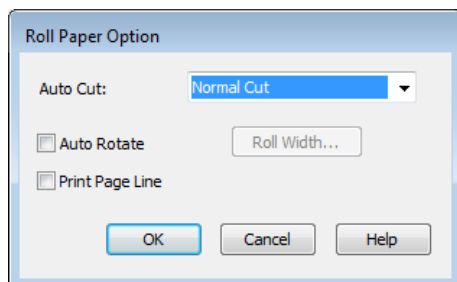 Roll Paper Option
Auto Cut: Normal Cut
Auto Rotate Roll Width...
Print Page Line
OK Cancel Help